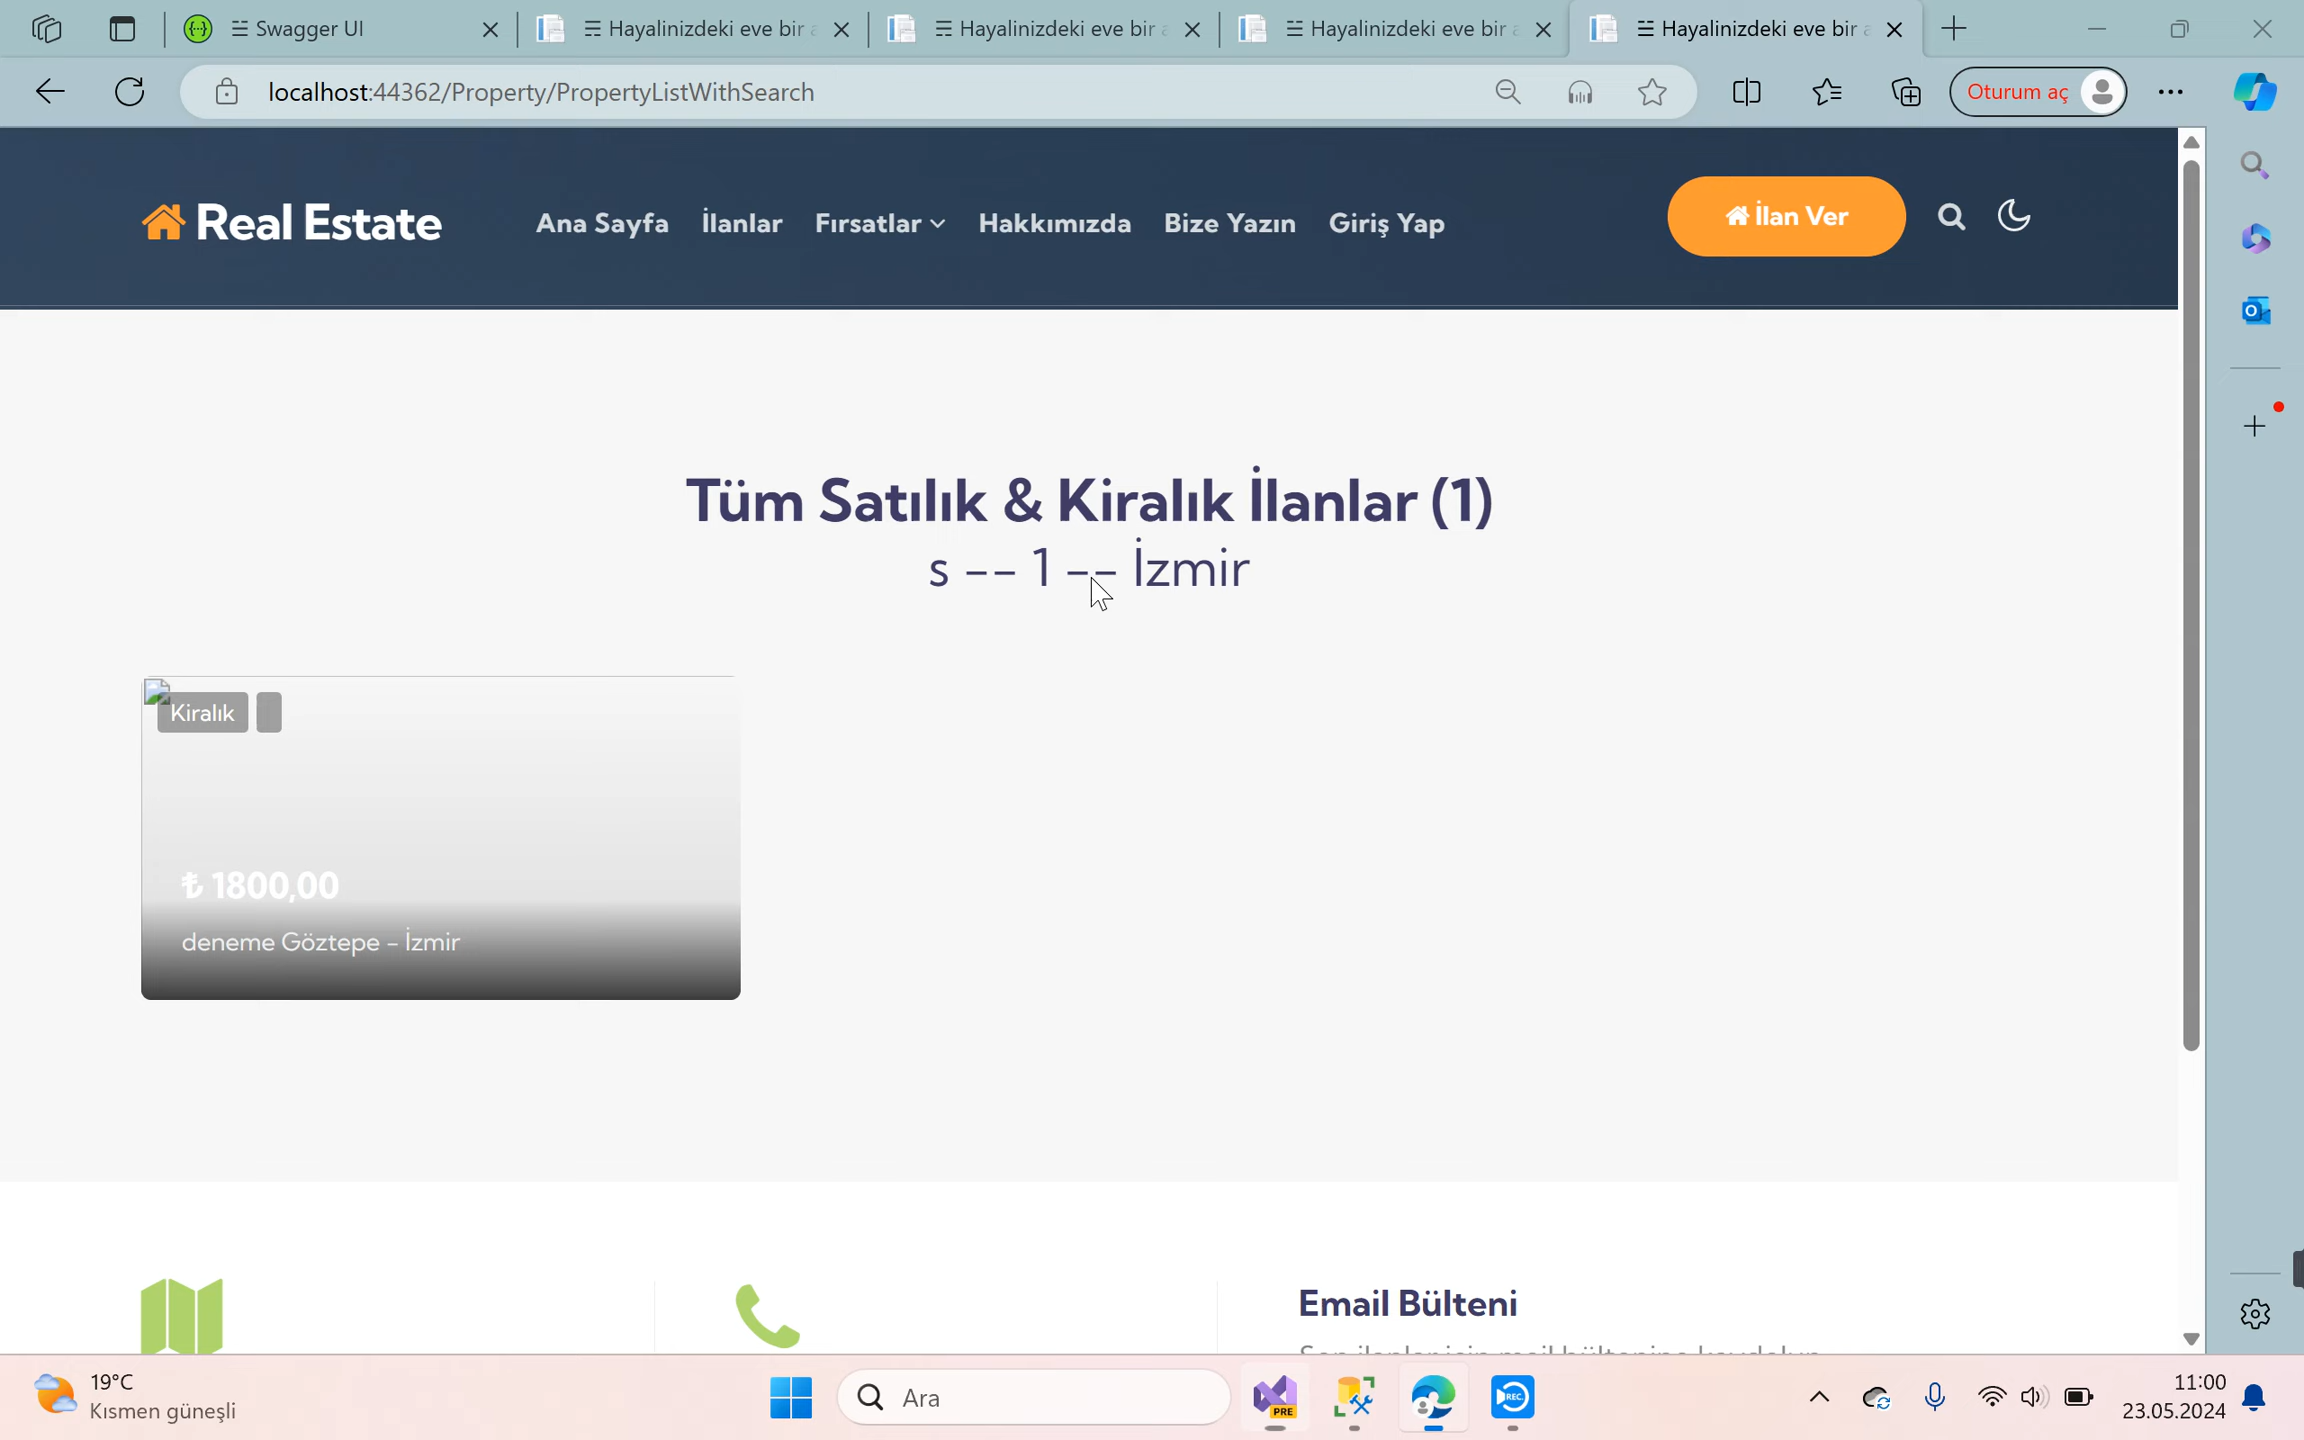 Swagger UI
Hayalinizdeki eve bir
Hayalinizdeki eve bir
Hayalinizdeki eve bir
Hayalinizdeki eve bir
localhost:44362/Property/PropertyListWithSearch
Oturum aç
Real Estate
Ana Sayfa
İlanlar
Fırsatlar
Hakkımızda
Bize Yazın
Giriş Yap
İlan Ver
Tüm Satılık & Kiralık İlanlar (1)
s -- 1 -- İzmir
Kiralık
₺ 1800,00
deneme Göztepe - İzmir
Email Bülteni
19°C
Kısmen güneşli
Ara
PRE
REC
11:00
23.05.2024